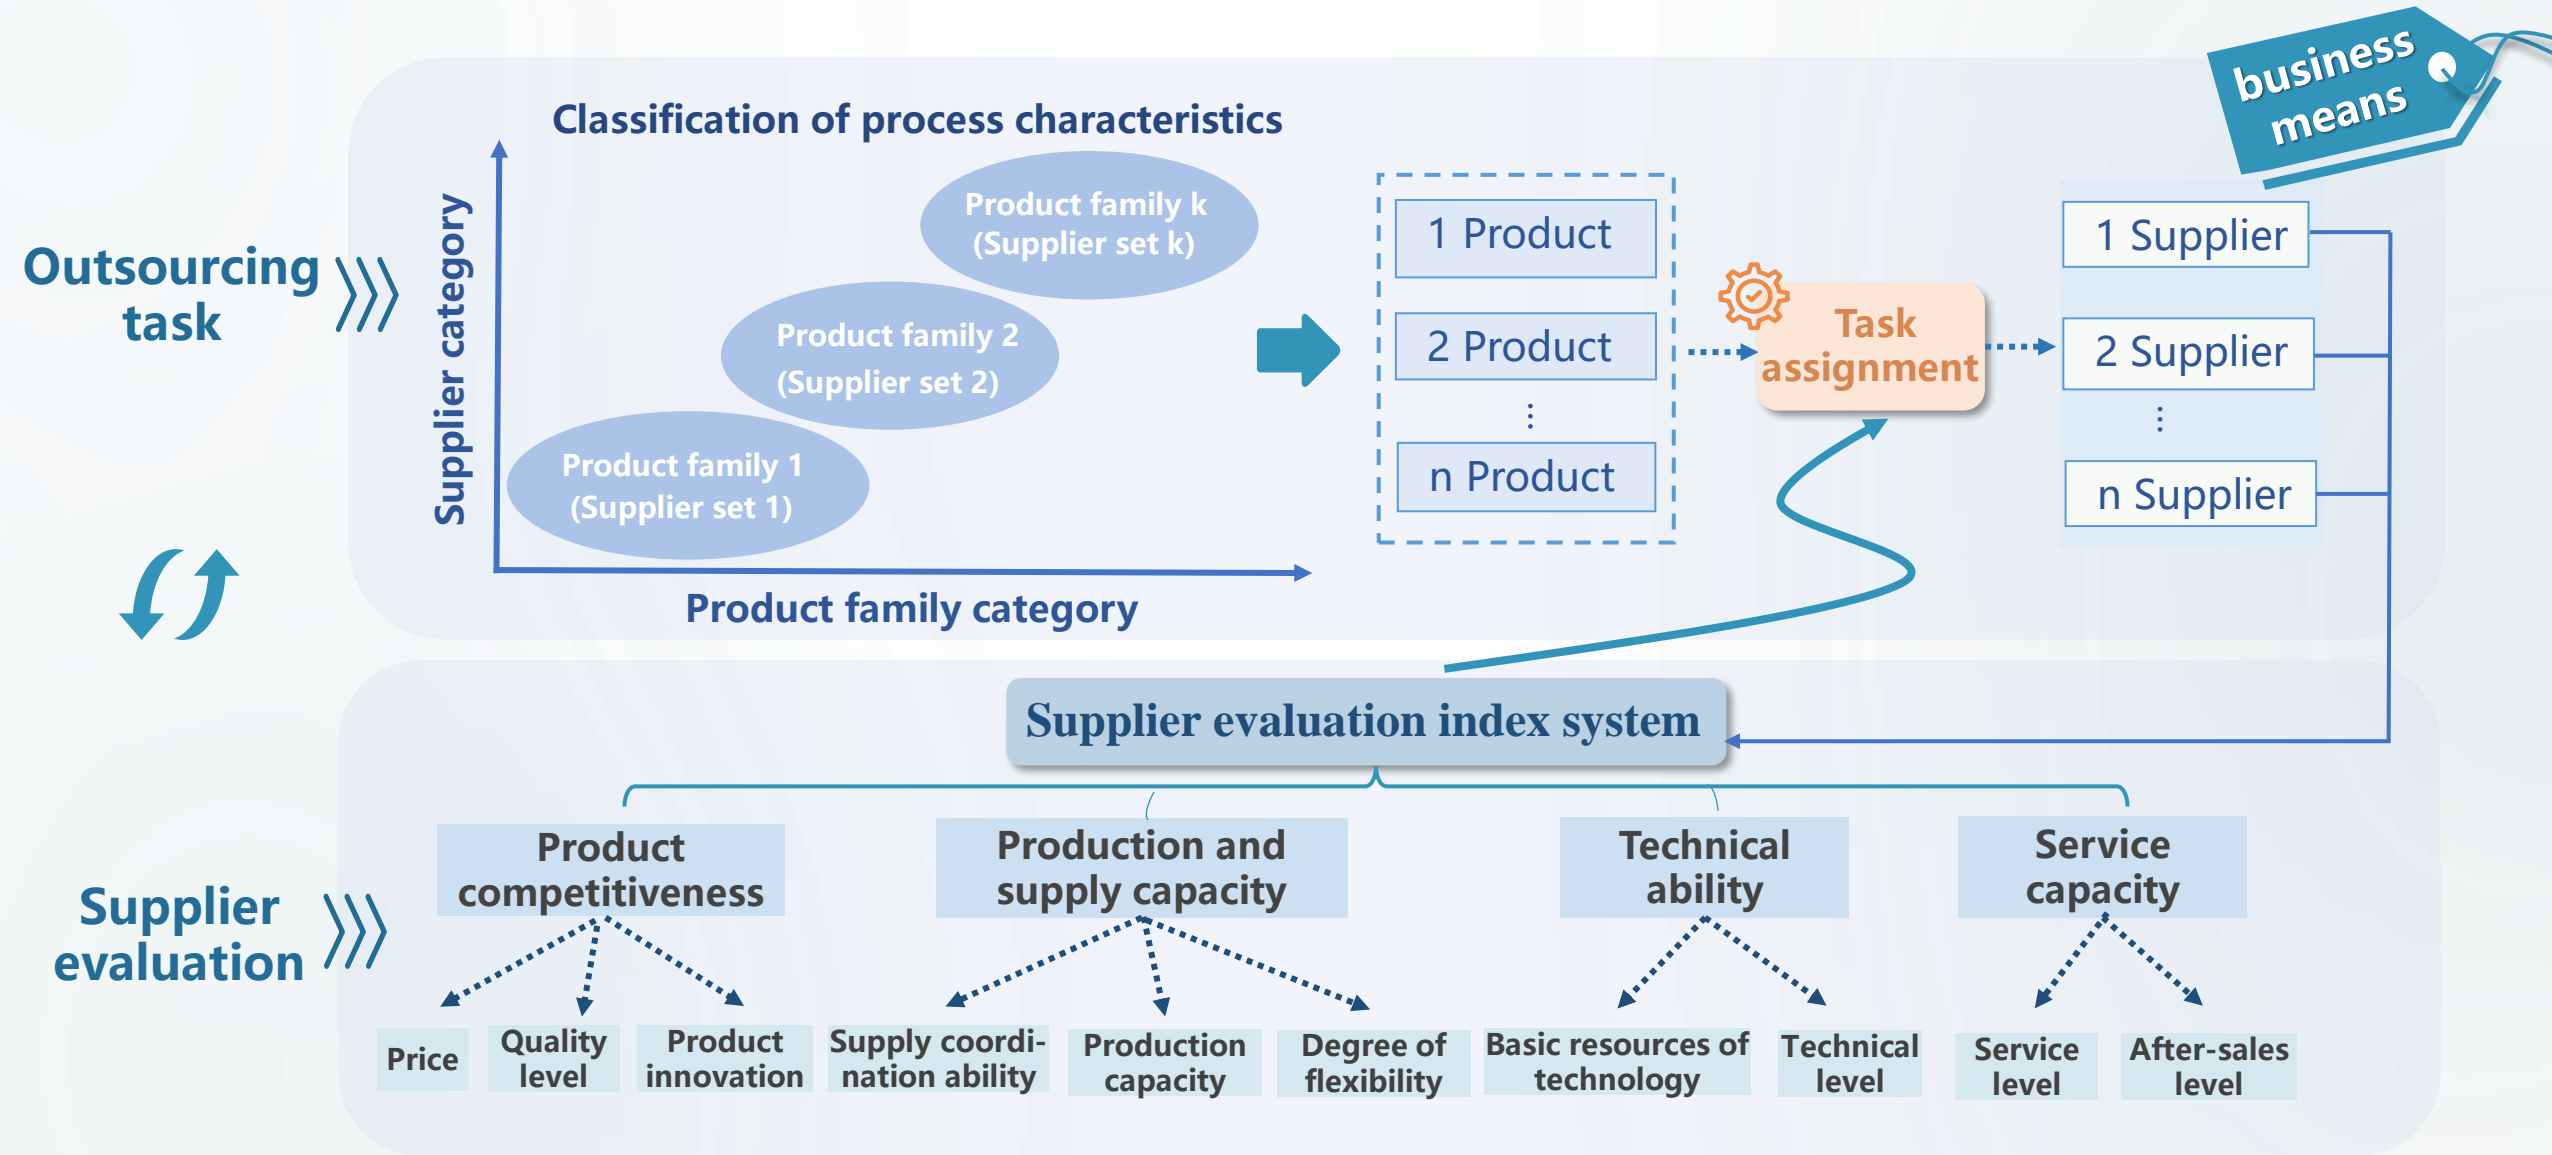 business
means
Outsourcing
task
Classification of process characteristics
Supplier category
Product family k
(Supplier set k)
Product family 2
(Supplier set 2)
Product family 1
(Supplier set 1)
Product family category
1 Product
2 Product
⋮
n Product
Task
assignment
1 Supplier
2 Supplier
⋮
n Supplier
Supplier
evaluation
Supplier evaluation index system
Product
competitiveness
Production and
supply capacity
Technical
ability
Service
capacity
Price
Quality
level
Product
innovation
Supply coordi-
nation ability
Production
capacity
Degree of
flexibility
Basic resources of
technology
Technical
level
Service
level
After-sales
level